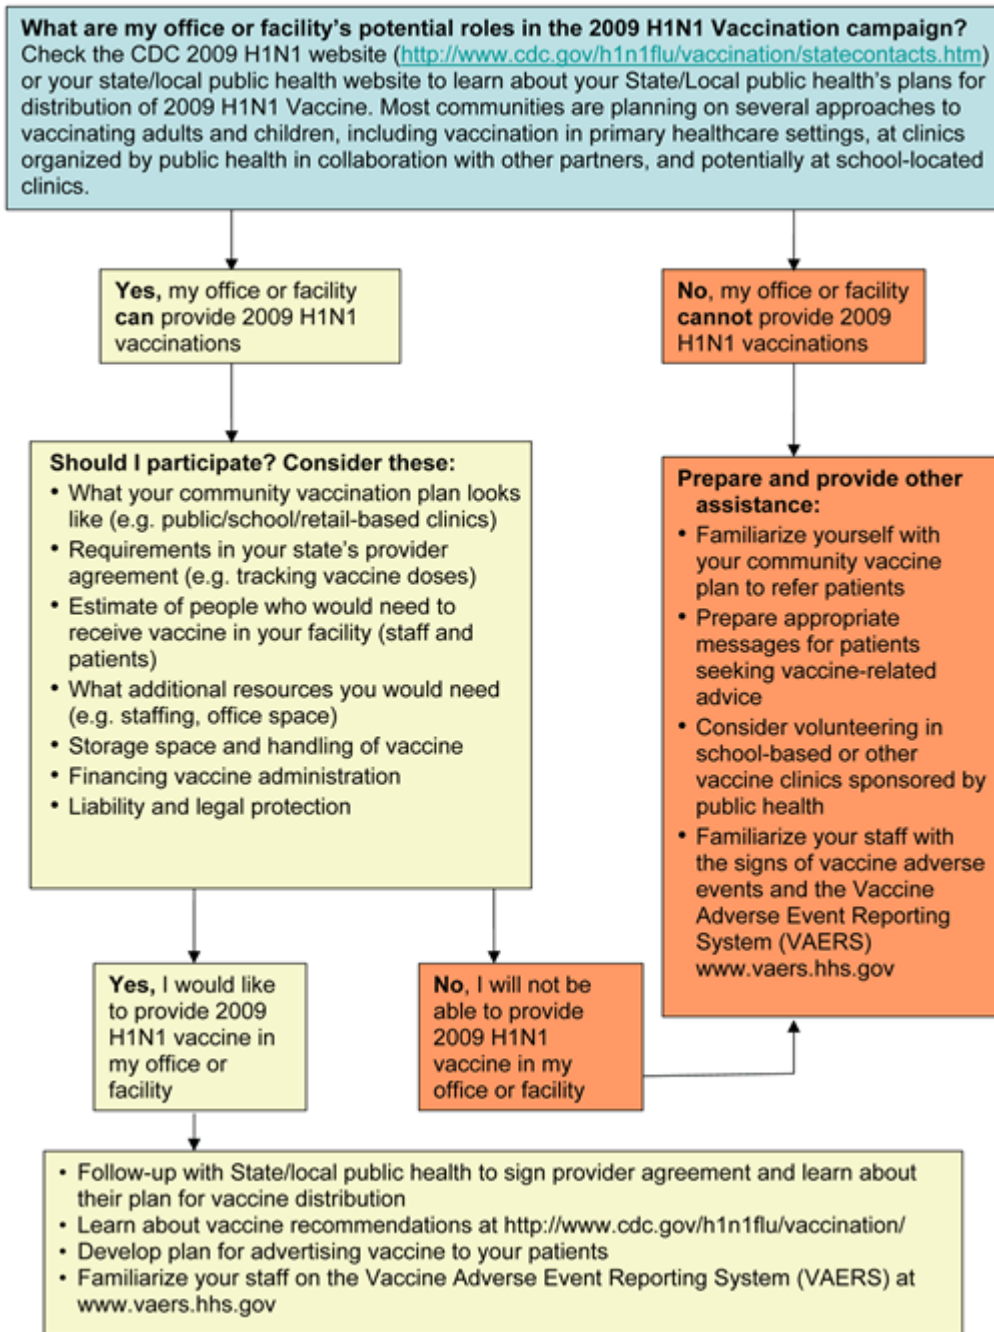 What are my office or facility's potential roles in the 2009 H1N1 Vaccination campaign?
Check the CDC 2009 H1N1 website (http://www.cdc.gov/h1n1flu/vaccination/statecontacts.htm)
or your state/local public health website to learn about your State/Local public health's plans for
distribution of 2009 H1N1 Vaccine. Most communities are planning on several approaches to
vaccinating adults and children, including vaccination in primary healthcare settings, at clinics
organized by public health in collaboration with other partners, and potentially at school-located
clinics.
Yes, my office or facility
can provide 2009 H1N1
vaccinations
No, my office or facility
cannot provide 2009
H1N1 vaccinations
Should I participate? Consider these:
• What your community vaccination plan looks
like (e.g. public/school/retail-based clinics)
• Requirements in your state's provider
agreement (e.g. tracking vaccine doses)
• Estimate of people who would need to
receive vaccine in your facility (staff and
patients)
• What additional resources you would need
(e.g. staffing, office space)
• Storage space and handling of vaccine
• Financing vaccine administration
• Liability and legal protection
Prepare and provide other
assistance:
• Familiarize yourself with
your community vaccine
plan to refer patients
• Prepare appropriate
messages for patients
seeking vaccine-related
advice
• Consider volunteering in
school-based or other
vaccine clinics sponsored by
public health
• Familiarize your staff with
the signs of vaccine adverse
events and the Vaccine
Adverse Event Reporting
System (VAERS)
www.vaers.hhs.gov
Yes, I would like
to provide 2009
H1N1 vaccine in
my office or
facility
No, I will not be
able to provide
2009 H1N1
vaccine in my
office or facility
• Follow-up with State/local public health to sign provider agreement and learn about
their plan for vaccine distribution
• Learn about vaccine recommendations at http://www.cdc.gov/h1n1flu/vaccination/
• Develop plan for advertising vaccine to your patients
• Familiarize your staff on the Vaccine Adverse Event Reporting System (VAERS) at
www.vaers.hhs.gov